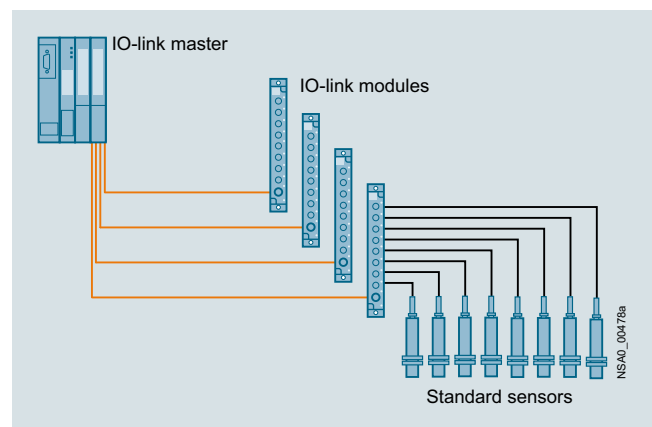 IO-link master
IO-link modules
NSA0_00478a
Standard sensors